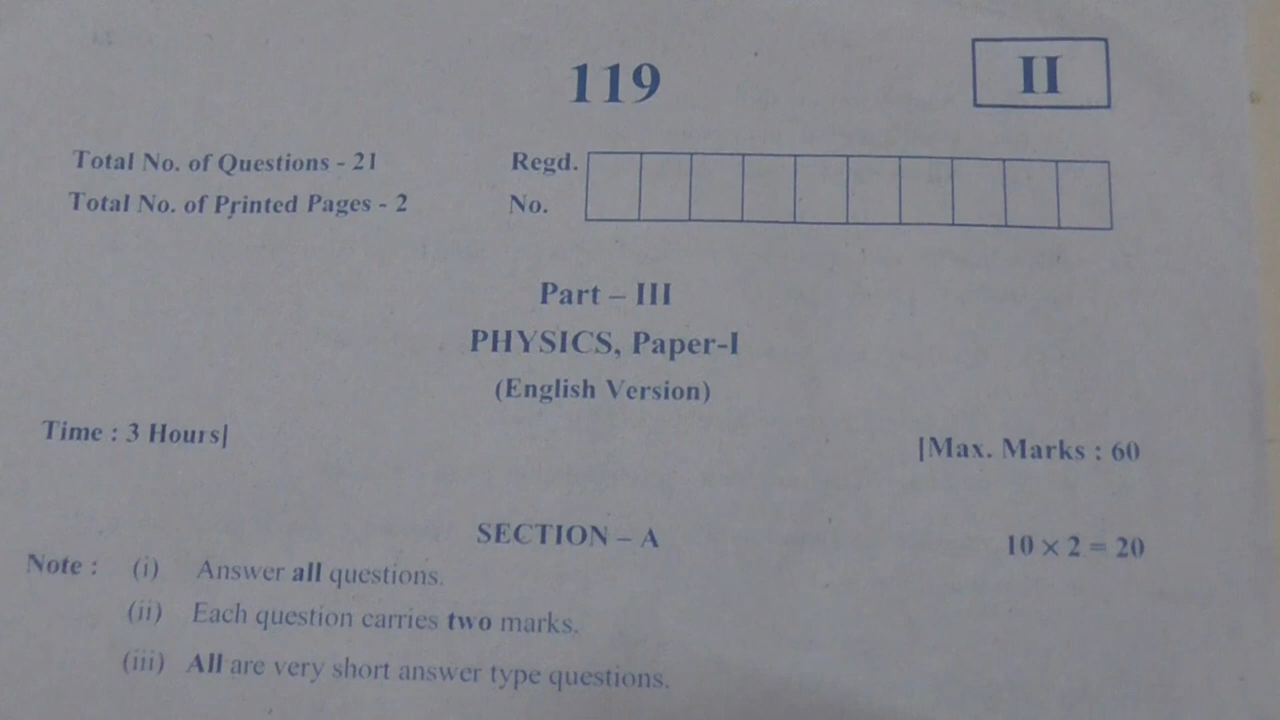 119
II
Total No. of Questions - 21
Regd.
Total No. of Printed Pages - 2
No.
Part – III
PHYSICS, Paper-I
(English Version)
Time : 3 Hours]
[Max. Marks : 60
SECTION – A
10 × 2 = 20
Note : (i) Answer all questions.
(ii) Each question carries two marks.
(iii) All are very short answer type questions.